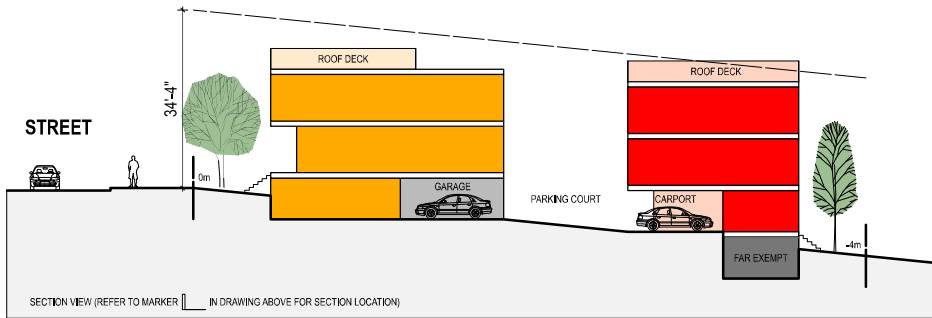 ROOF DECK
ROOF DECK
34'-4"
STREET
0m
GARAGE
PARKING COURT
CARPORT
-4m
FAR EXEMPT
SECTION VIEW (REFER TO MARKER IN DRAWING ABOVE FOR SECTION LOCATION)